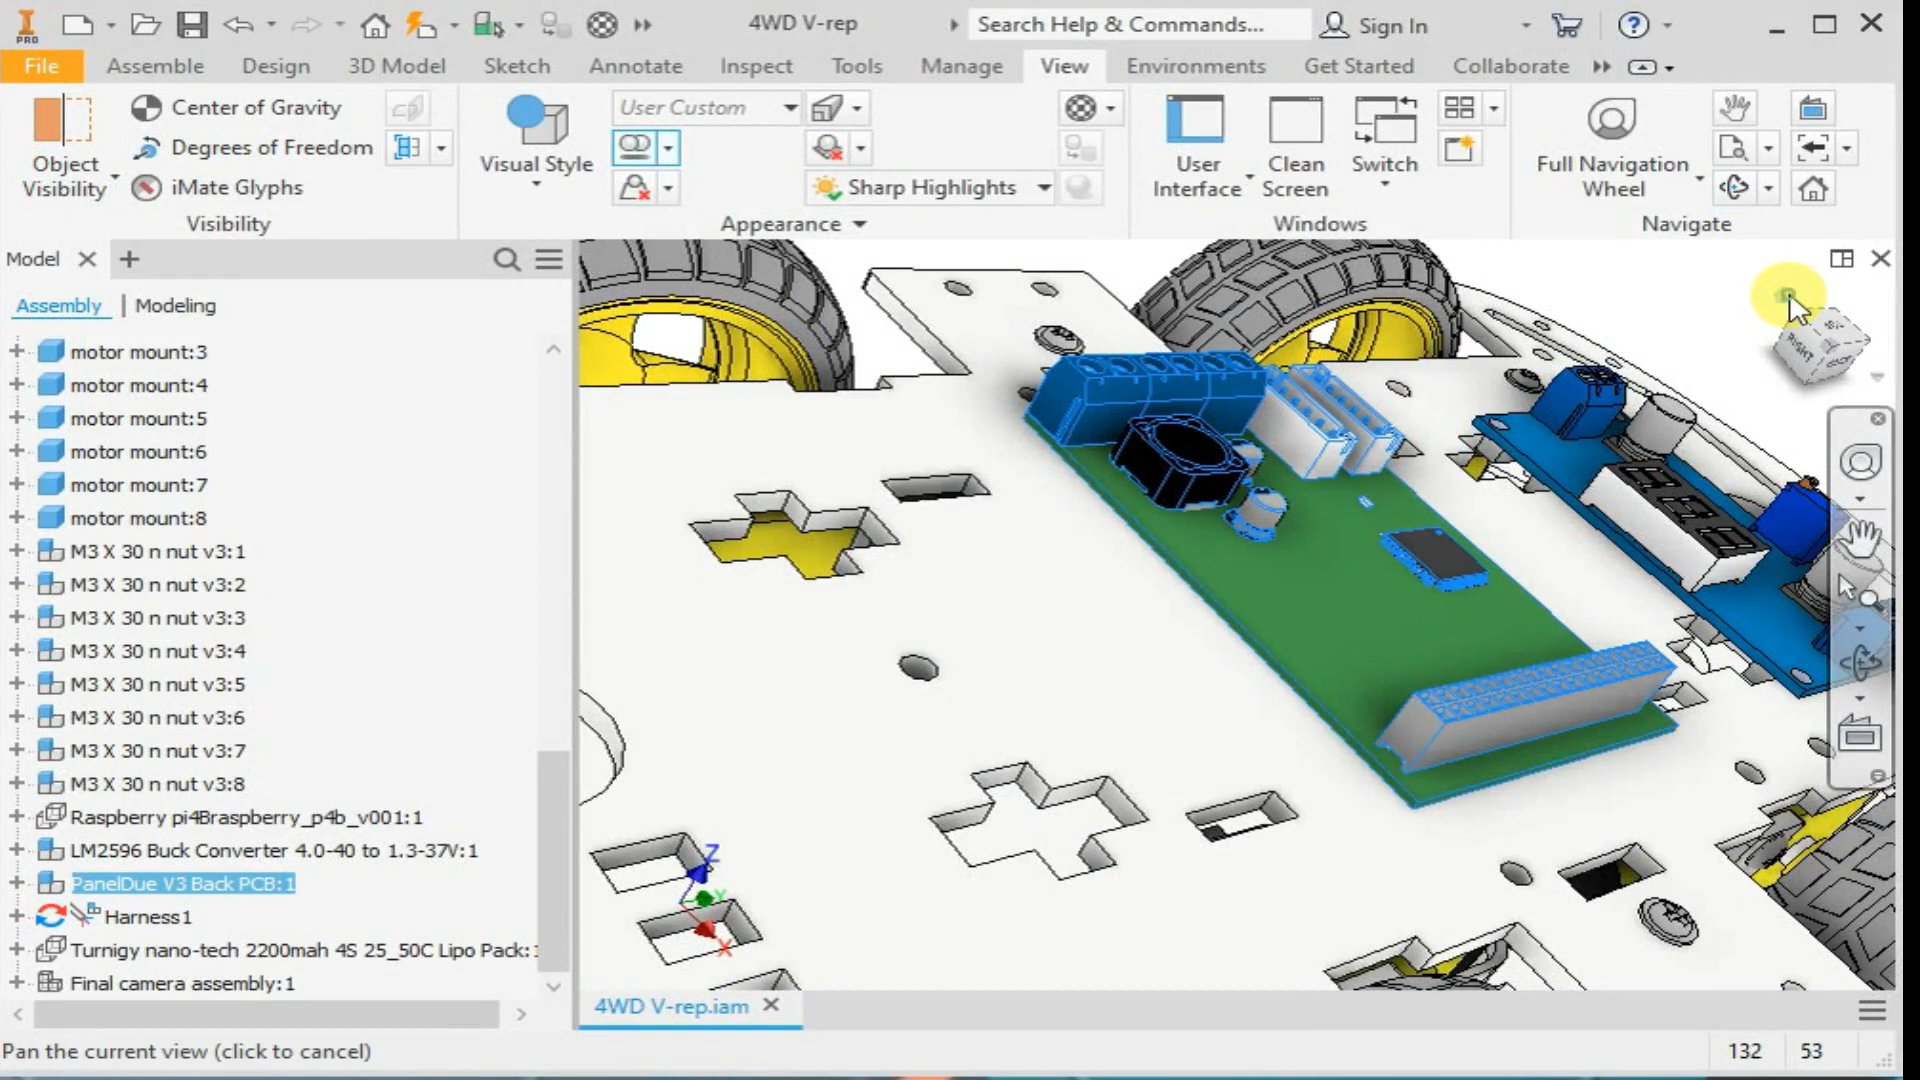 PRO
4WD V-rep
Search Help & Commands...
Sign In
File
Assemble
Design
3D Model
Sketch
Annotate
Inspect
Tools
Manage
View
Environments
Get Started
Collaborate
Object
Visibility
Center of Gravity
Degrees of Freedom
iMate Glyphs
Visibility
Visual Style
User Custom
Sharp Highlights
Appearance
User
Interface
Clean
Screen
Switch
Windows
Full Navigation
Wheel
Navigate
Model
Assembly
Modeling
motor mount:3
motor mount:4
motor mount:5
motor mount:6
motor mount:7
motor mount:8
M3 X 30 n nut v3:1
M3 X 30 n nut v3:2
M3 X 30 n nut v3:3
M3 X 30 n nut v3:4
M3 X 30 n nut v3:5
M3 X 30 n nut v3:6
M3 X 30 n nut v3:7
M3 X 30 n nut v3:8
Raspberry pi4Braspberry_p4b_v001:1
LM2596 Buck Converter 4.0-40 to 1.3-37V:1
PanelDue V3 Back PCB:1
Harness1
Turnigy nano-tech 2200mah 4S 25_50C Lipo Pack:1
Final camera assembly:1
RIGHT
Z
Y
X
4WD V-rep.iam
Pan the current view (click to cancel)
132
53